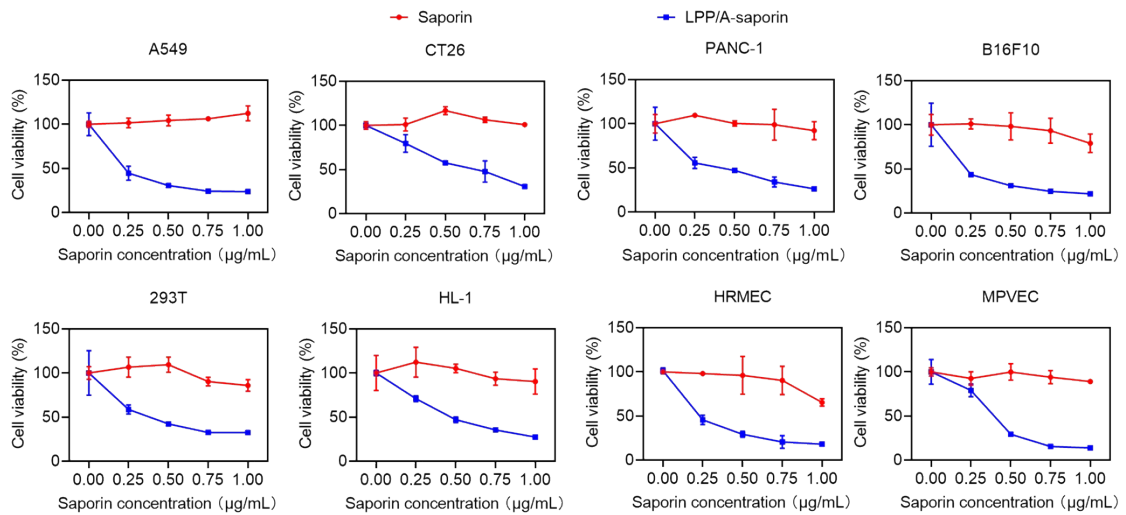 Saporin LPP/A-saporin
A549 CT26 PANC-1 B16F10
Cell viability (%) 150 100 50 0
0.00 0.25 0.50 0.75 1.00
Saporin concentration（μg/mL）
Cell viability (%) 150 100 50 0
0.00 0.25 0.50 0.75 1.00
Saporin concentration（μg/mL）
Cell viability (%) 150 100 50 0
0.00 0.25 0.50 0.75 1.00
Saporin concentration（μg/mL）
Cell viability (%) 150 100 50 0
0.00 0.25 0.50 0.75 1.00
Saporin concentration（μg/mL）
293T HL-1 HRMEC MPVEC
Cell viability (%) 150 100 50 0
0.00 0.25 0.50 0.75 1.00
Saporin concentration（μg/mL）
Cell viability (%) 150 100 50 0
0.00 0.25 0.50 0.75 1.00
Saporin concentration（μg/mL）
Cell viability (%) 150 100 50 0
0.00 0.25 0.50 0.75 1.00
Saporin concentration（μg/mL）
Cell viability (%) 150 100 50 0
0.00 0.25 0.50 0.75 1.00
Saporin concentration（μg/mL）